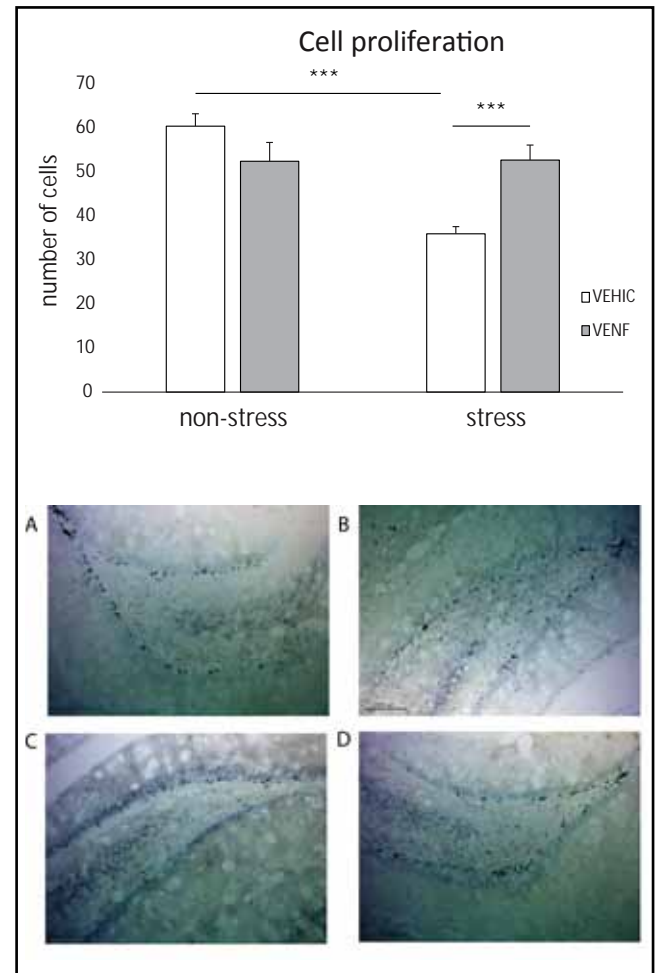 Cell proliferation
***
***
number of cells
70
60
50
40
30
20
10
0
non-stress
stress
VEHIC
VENF
A
B
C
D